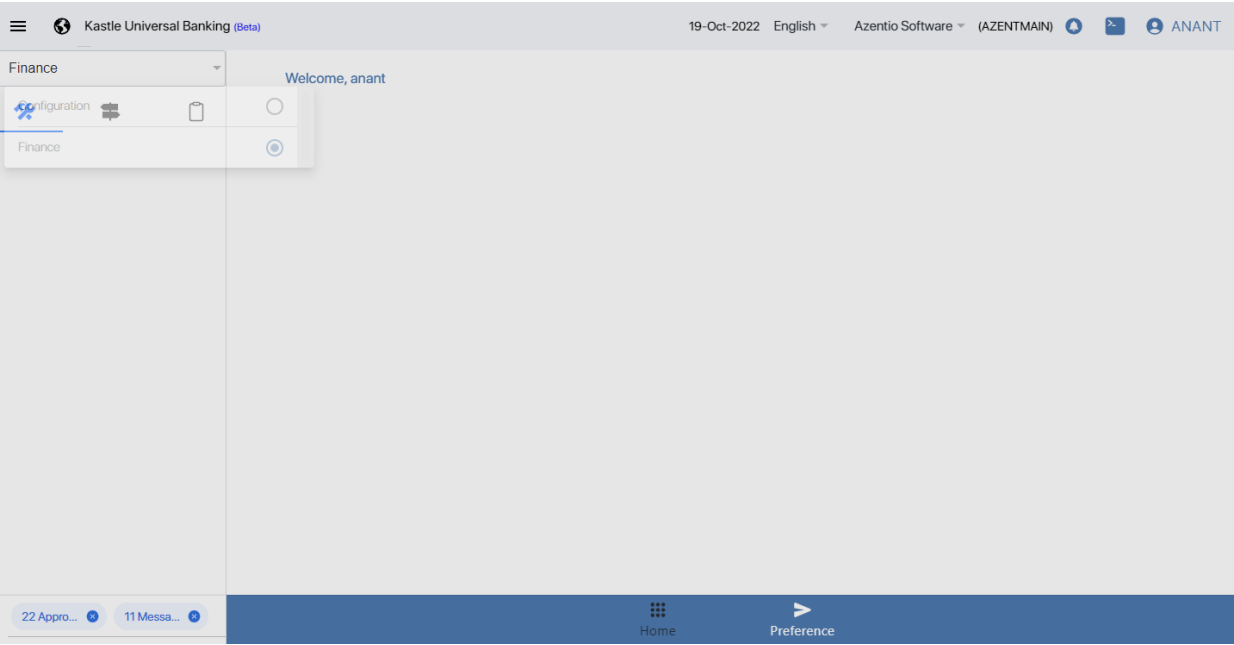 Kastle Universal Banking (Beta) 19-Oct-2022 English Azentio Software (AZENTMAIN) ANANT
Finance
Welcome, anant
Configuration
Finance
22 Appro... 11 Messa...
Home Preference